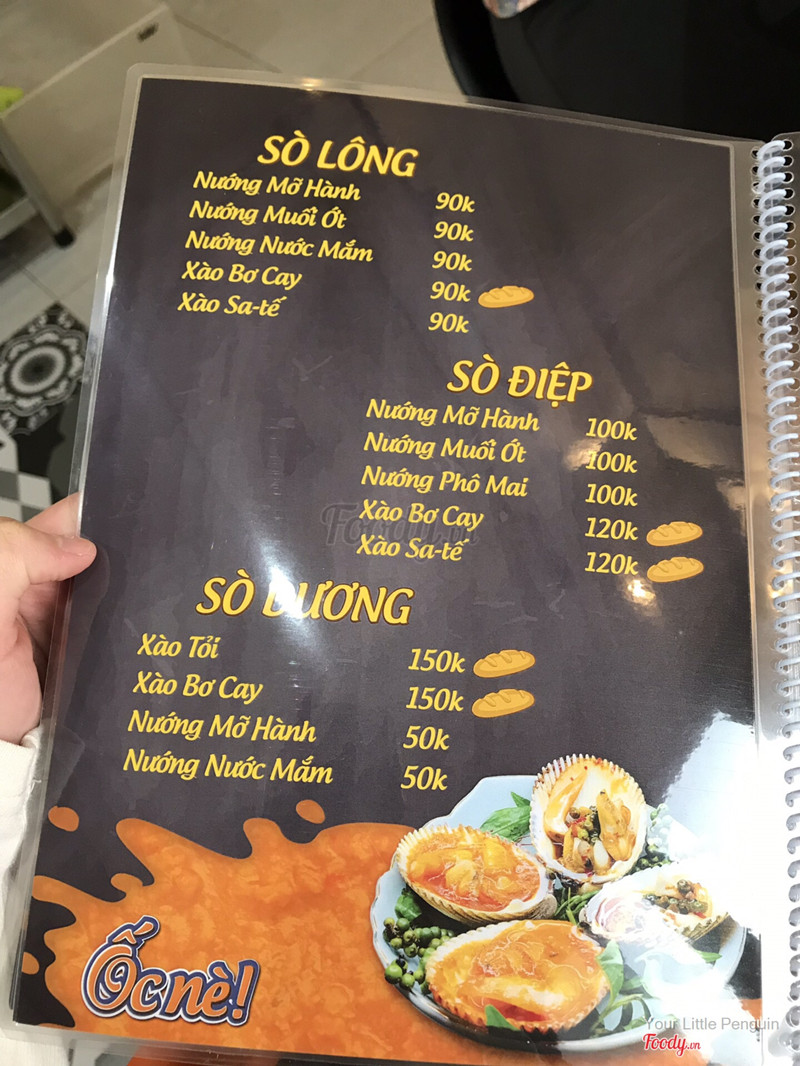 SÒ LÔNG
Nướng Mỡ Hành 90k
Nướng Muối Ớt 90k
Nướng Nước Mắm 90k
Xào Bơ Cay 90k
Xào Sa-tế 90k
SÒ ĐIỆP
Nướng Mỡ Hành 100k
Nướng Muối Ớt 100k
Nướng Phô Mai 100k
Xào Bơ Cay 120k
Xào Sa-tế 120k
Foody.vn
SÒ DƯƠNG
Xào Tỏi 150k
Xào Bơ Cay 150k
Nướng Mỡ Hành 50k
Nướng Nước Mắm 50k
Ốc nè!
Your Little Penguin
Foody.vn